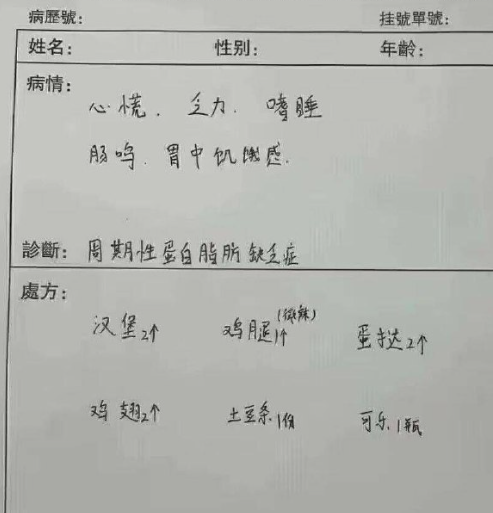 病歷號： 挂號單號：
姓名： 性别： 年齡：
病情：
心慌． 乏力． 嗜睡
肠鸣． 胃中饥饿感．
診斷： 周期性蛋白脂肪缺乏症
處方：
汉堡2个 鸡腿1个(微辣) 蛋挞2个
鸡翅2个 土豆条1份 可乐1瓶